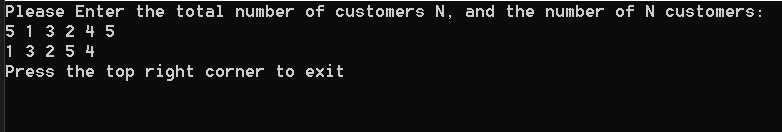 Please Enter the total number of customers N, and the number of N customers:
5 1 3 2 4 5
1 3 2 5 4
Press the top right corner to exit